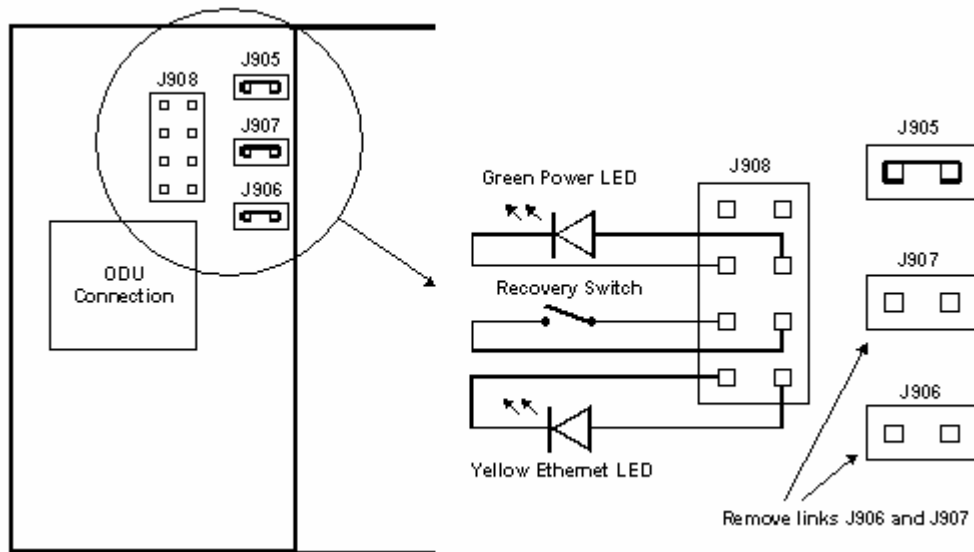 J905
J908
J907
J906
ODU
Connection
Green Power LED
J908
J905
Recovery Switch
J907
Yellow Ethernet LED
J906
Remove links J906 and J907